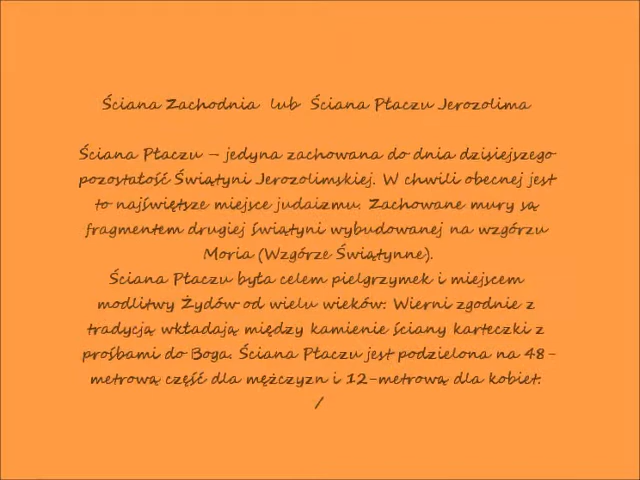 Ściana Zachodnia lub Ściana Płaczu Jerozolima
Ściana Płaczu – jedyna zachowana do dnia dzisiejszego
pozostałość Świątyni Jerozolimskiej. W chwili obecnej jest
to najświętsze miejsce judaizmu. Zachowane mury są
fragmentem drugiej świątyni wybudowanej na wzgórzu
Moria (Wzgórze Świątynne).
Ściana Płaczu była celem pielgrzymek i miejscem
modlitwy Żydów od wielu wieków. Wierni zgodnie z
tradycją wkładają między kamienie ściany karteczki z
prośbami do Boga. Ściana Płaczu jest podzielona na 48-
metrową część dla mężczyzn i 12-metrową dla kobiet.
/